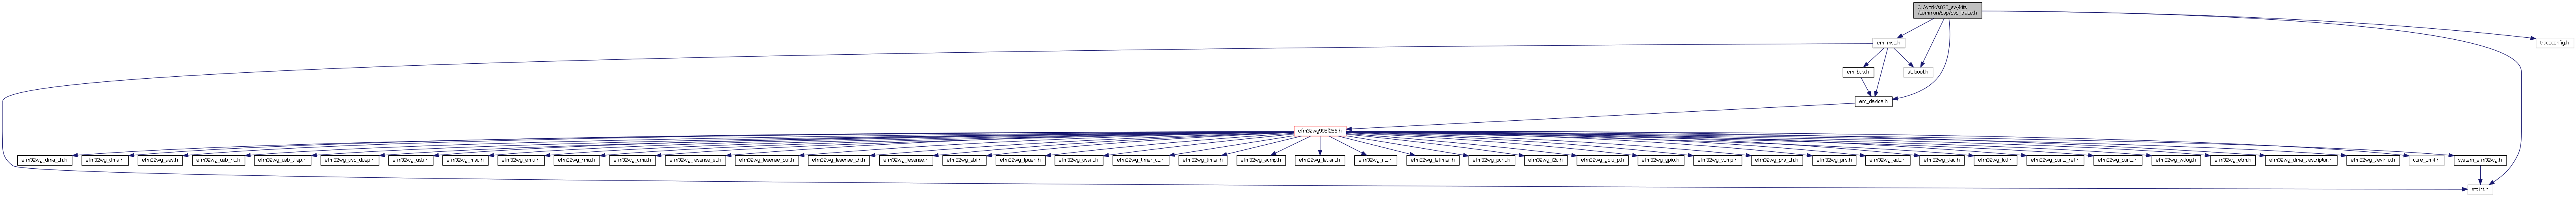 C:/work/s025_sw/kits
/common/bsp/bsp_trace.h
em_msc.h
traceconfig.h
em_bus.h
stdbool.h
em_device.h
efm32wg995f256.h
efm32wg_dma_ch.h
efm32wg_dma.h
efm32wg_aes.h
efm32wg_usb_hc.h
efm32wg_usb_diep.h
efm32wg_usb_doep.h
efm32wg_usb.h
efm32wg_msc.h
efm32wg_emu.h
efm32wg_rmu.h
efm32wg_cmu.h
efm32wg_lesense_st.h
efm32wg_lesense_buf.h
efm32wg_lesense_ch.h
efm32wg_lesense.h
efm32wg_ebi.h
efm32wg_fpueh.h
efm32wg_usart.h
efm32wg_timer_cc.h
efm32wg_timer.h
efm32wg_acmp.h
efm32wg_leuart.h
efm32wg_rtc.h
efm32wg_letimer.h
efm32wg_pcnt.h
efm32wg_i2c.h
efm32wg_gpio_p.h
efm32wg_gpio.h
efm32wg_vcmp.h
efm32wg_prs_ch.h
efm32wg_prs.h
efm32wg_adc.h
efm32wg_dac.h
efm32wg_lcd.h
efm32wg_burtc_ret.h
efm32wg_burtc.h
efm32wg_wdog.h
efm32wg_etm.h
efm32wg_dma_descriptor.h
efm32wg_devinfo.h
core_cm4.h
system_efm32wg.h
stdint.h